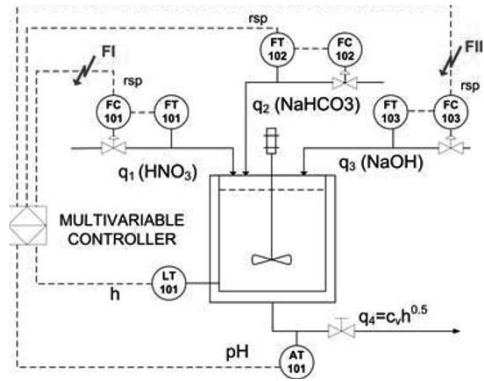 rsp
FI
FT
102
FC
102
FII
rsp
rsp
FC
101
FT
101
q₂ (NaHCO3)
FT
103
FC
103
q₁ (HNO₃)
q₃ (NaOH)
MULTIVARIABLE
CONTROLLER
LT
101
h
q₄=cᵥh⁰·⁵
pH
AT
101